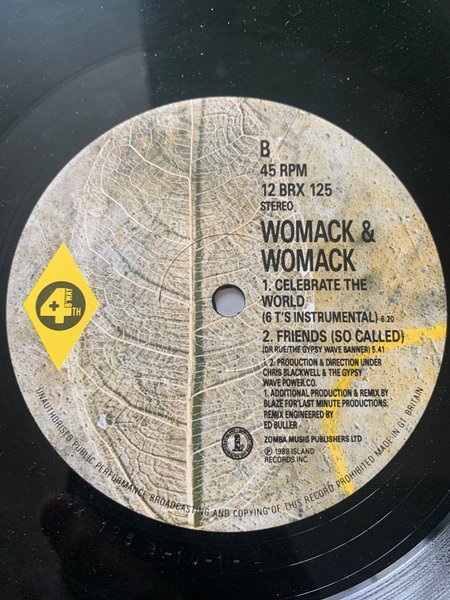 B
45 RPM
12 BRX 125
STEREO
WOMACK &
WOMACK
1. CELEBRATE THE
WORLD
(6 T'S INSTRUMENTAL) 6.20
2. FRIENDS (SO CALLED)
(DR RUE/THE GYPSY WAVE BANNER) 5.41
1, 2. PRODUCTION & DIRECTION UNDER
CHRIS BLACKWELL & THE GYPSY
WAVE POWER.CO.
1. ADDITIONAL PRODUCTION & REMIX BY
BLAZE FOR LAST MINUTE PRODUCTIONS.
REMIX ENGINEERED BY
ED BULLER
ZOMBA MUSIC PUBLISHERS LTD
℗ 1988 ISLAND
RECORDS INC
4TH
B'WAY
UNAUTHORISED PUBLIC PERFORMANCE BROADCASTING AND COPYING OF THIS RECORD PROHIBITED MADE IN GT. BRITAIN